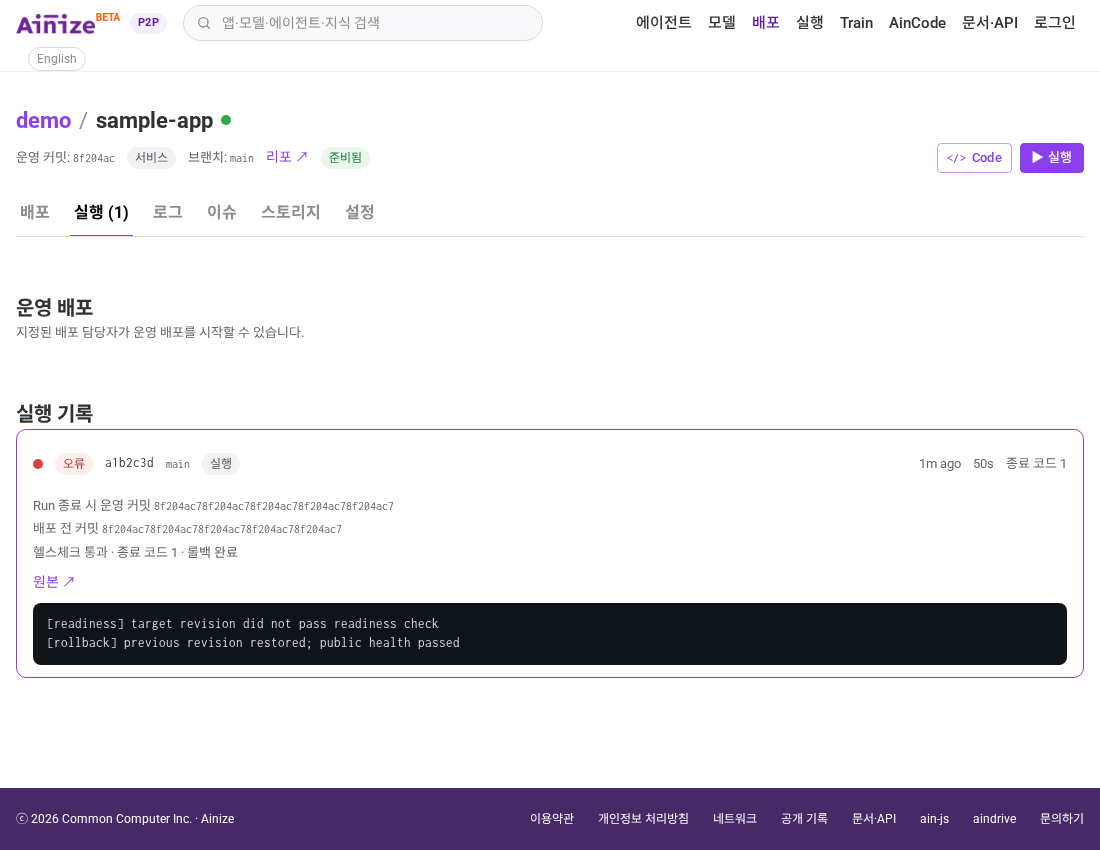 Ainize BETA P2P 앱·모델·에이전트·지식 검색 에이전트 모델 배포 실행 Train AinCode 문서·API 로그인
English
demo / sample-app
운영 커밋: 8f204ac 서비스 브랜치: main 리포 ↗ 준비됨 </> Code ▶ 실행
배포 실행 (1) 로그 이슈 스토리지 설정
운영 배포
지정된 배포 담당자가 운영 배포를 시작할 수 있습니다.
실행 기록
오류 a1b2c3d main 실행 1m ago 50s 종료 코드 1
Run 종료 시 운영 커밋 8f204ac78f204ac78f204ac78f204ac78f204ac7
배포 전 커밋 8f204ac78f204ac78f204ac78f204ac78f204ac7
헬스체크 통과 · 종료 코드 1 · 롤백 완료
원본 ↗
[readiness] target revision did not pass readiness check
[rollback] previous revision restored; public health passed
ⓒ 2026 Common Computer Inc. · Ainize 이용약관 개인정보 처리방침 네트워크 공개 기록 문서·API ain-js aindrive 문의하기